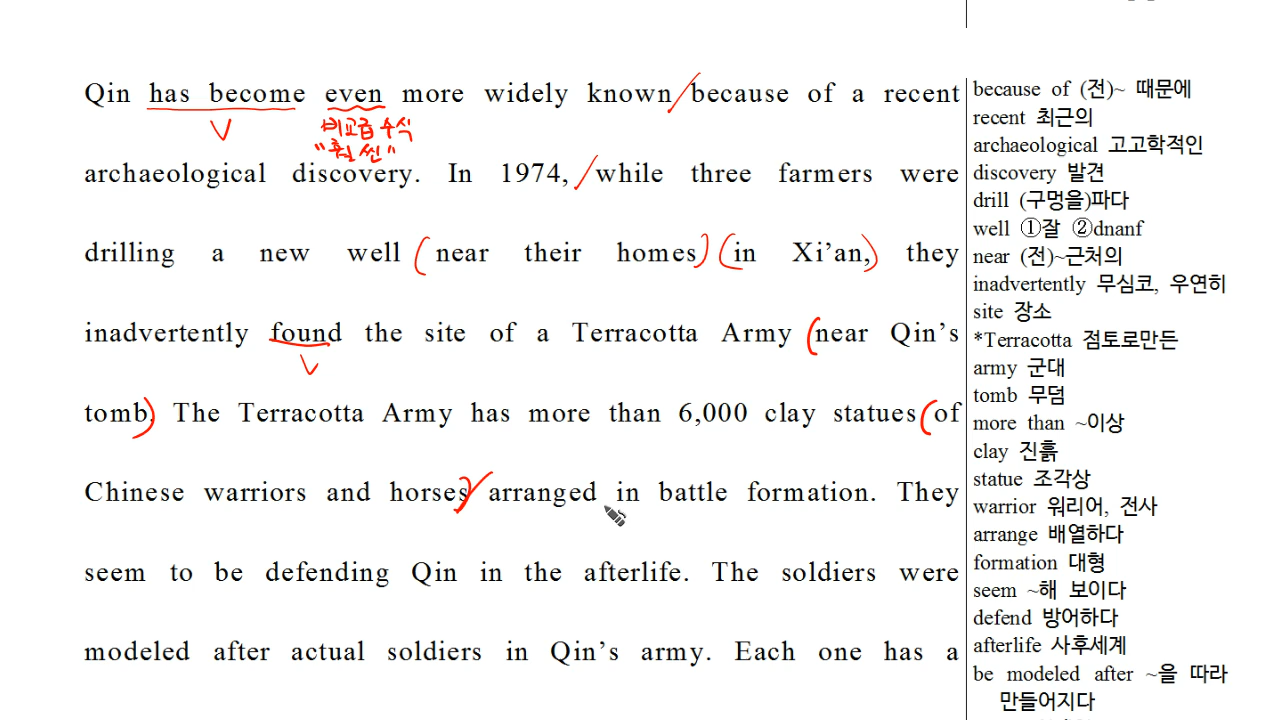 Qin has become even more widely known because of a recent
비교급 수식
"훨씬"
archaeological discovery. In 1974, while three farmers were
drilling a new well near their homes in Xi’an, they
inadvertently found the site of a Terracotta Army near Qin’s
tomb. The Terracotta Army has more than 6,000 clay statues of
Chinese warriors and horses arranged in battle formation. They
seem to be defending Qin in the afterlife. The soldiers were
modeled after actual soldiers in Qin’s army. Each one has a
because of (전)~ 때문에
recent 최근의
archaeological 고고학적인
discovery 발견
drill (구멍을)파다
well ①잘 ②dnanf
near (전)~근처의
inadvertently 무심코, 우연히
site 장소
*Terracotta 점토로만든
army 군대
tomb 무덤
more than ~이상
clay 진흙
statue 조각상
warrior 워리어, 전사
arrange 배열하다
formation 대형
seem ~해 보이다
defend 방어하다
afterlife 사후세계
be modeled after ~을 따라
만들어지다